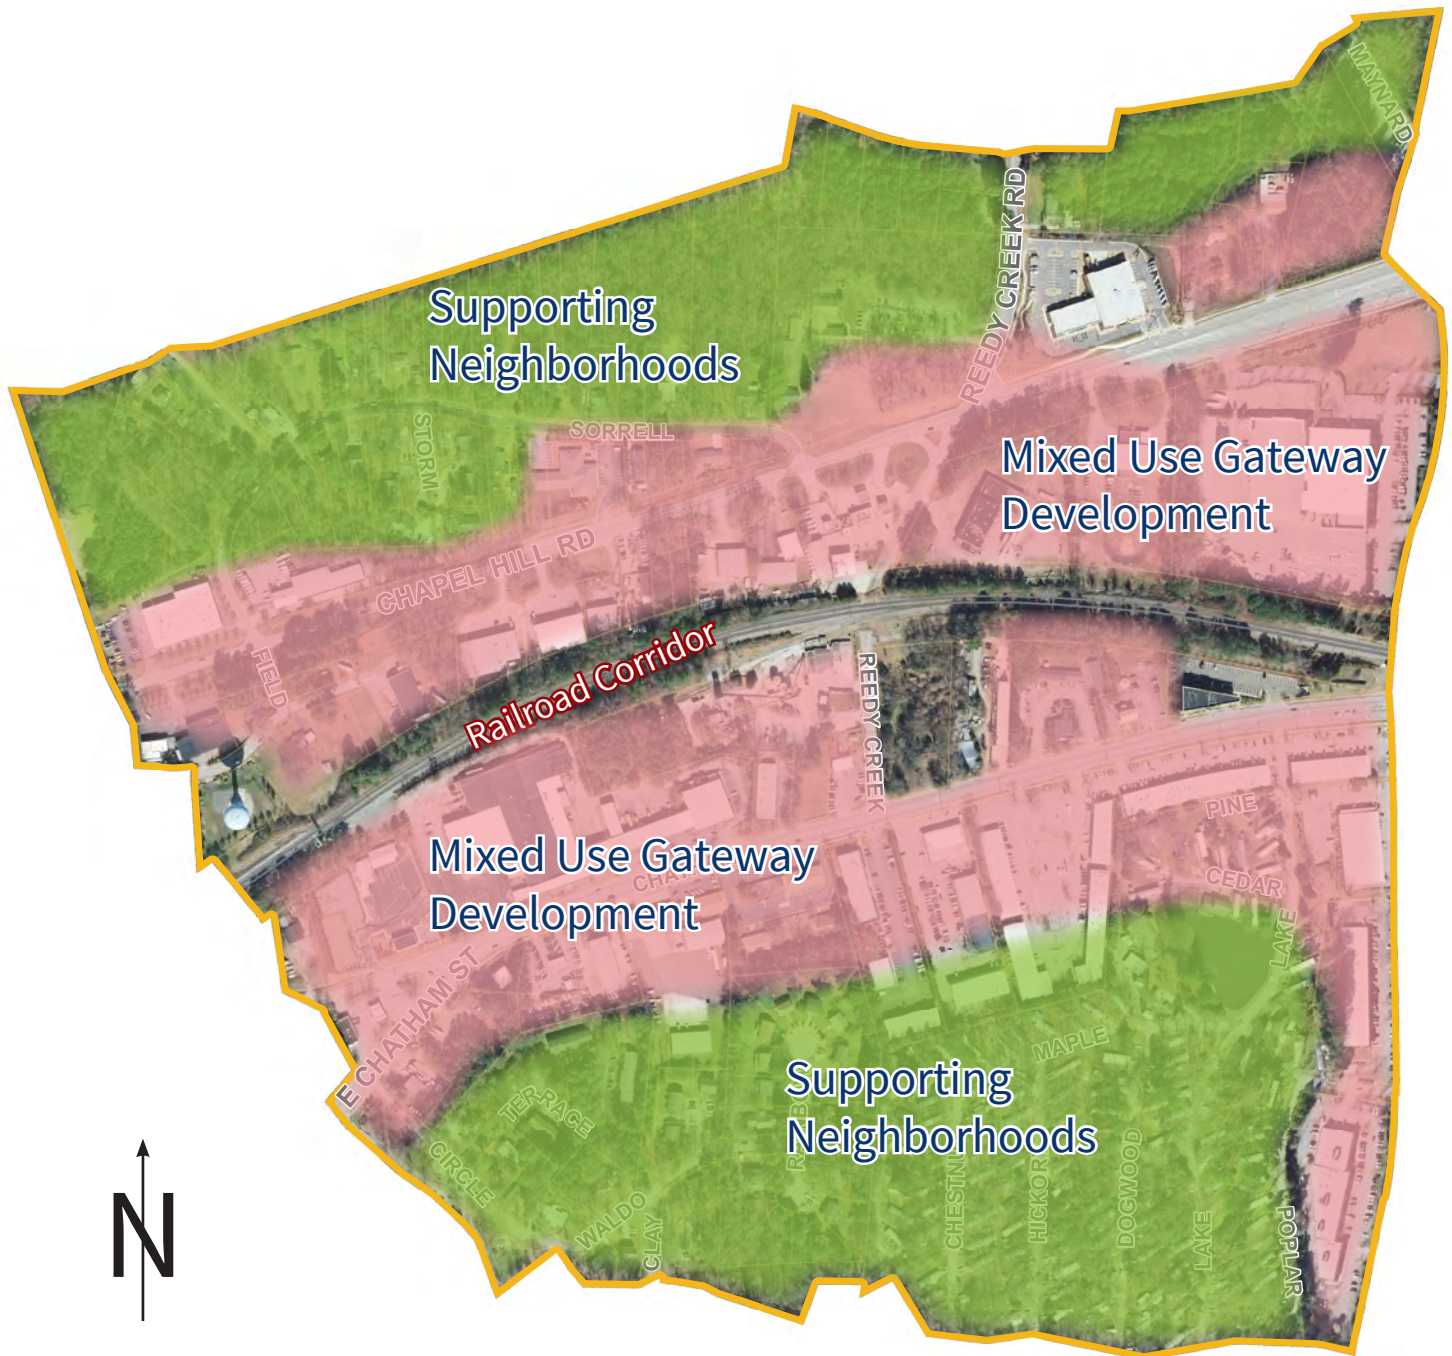 MAYNARD
REEDY CREEK RD
Supporting
Neighborhoods
STORM
SORRELL
Mixed Use Gateway
Development
CHAPEL HILL RD
FIELD
Railroad Corridor
REEDY CREEK
PINE
CEDAR
LAKE
Mixed Use Gateway
Development
E CHATHAM ST
MAPLE
Supporting
Neighborhoods
TERRACE
CIRCLE
WALDO
CLAY
DOGWOOD
LAKE
POPLAR
N